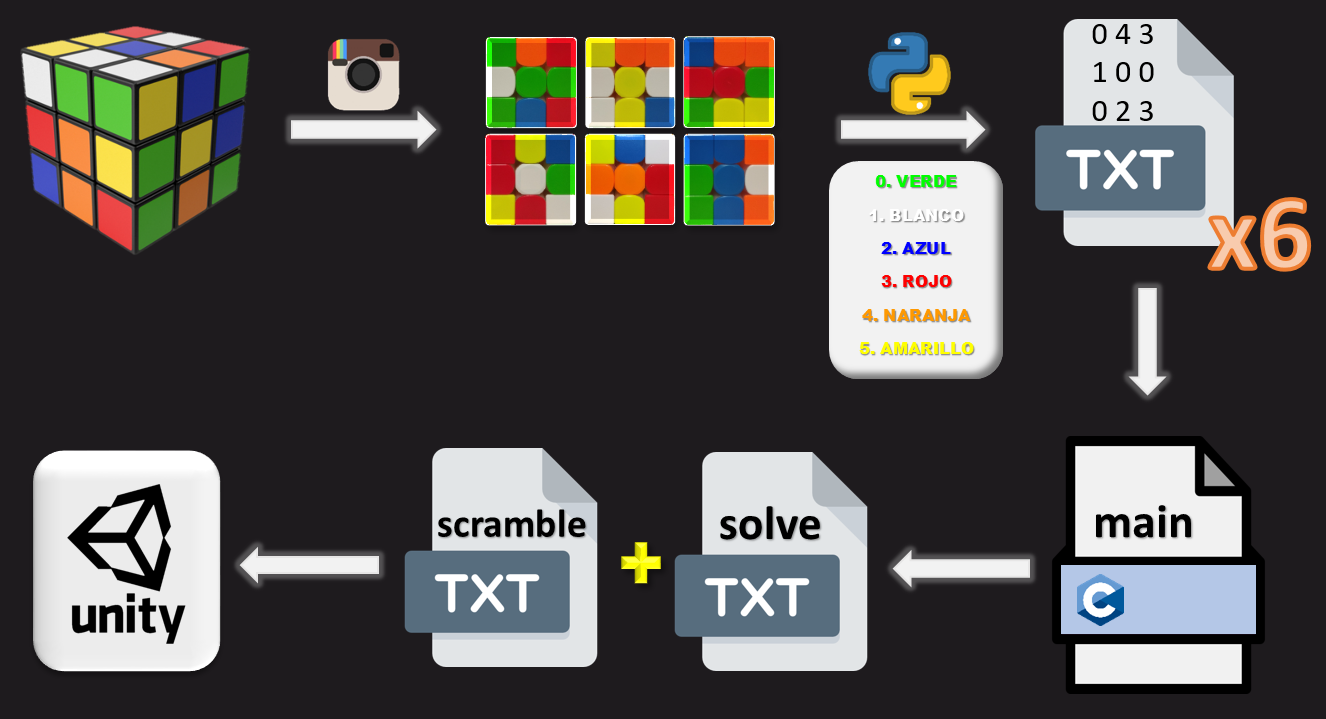 0 4 3
1 0 0
0 2 3
TXT
x6
0. VERDE
1. BLANCO
2. AZUL
3. ROJO
4. NARANJA
5. AMARILLO
main
C
solve
TXT
scramble
TXT
unity